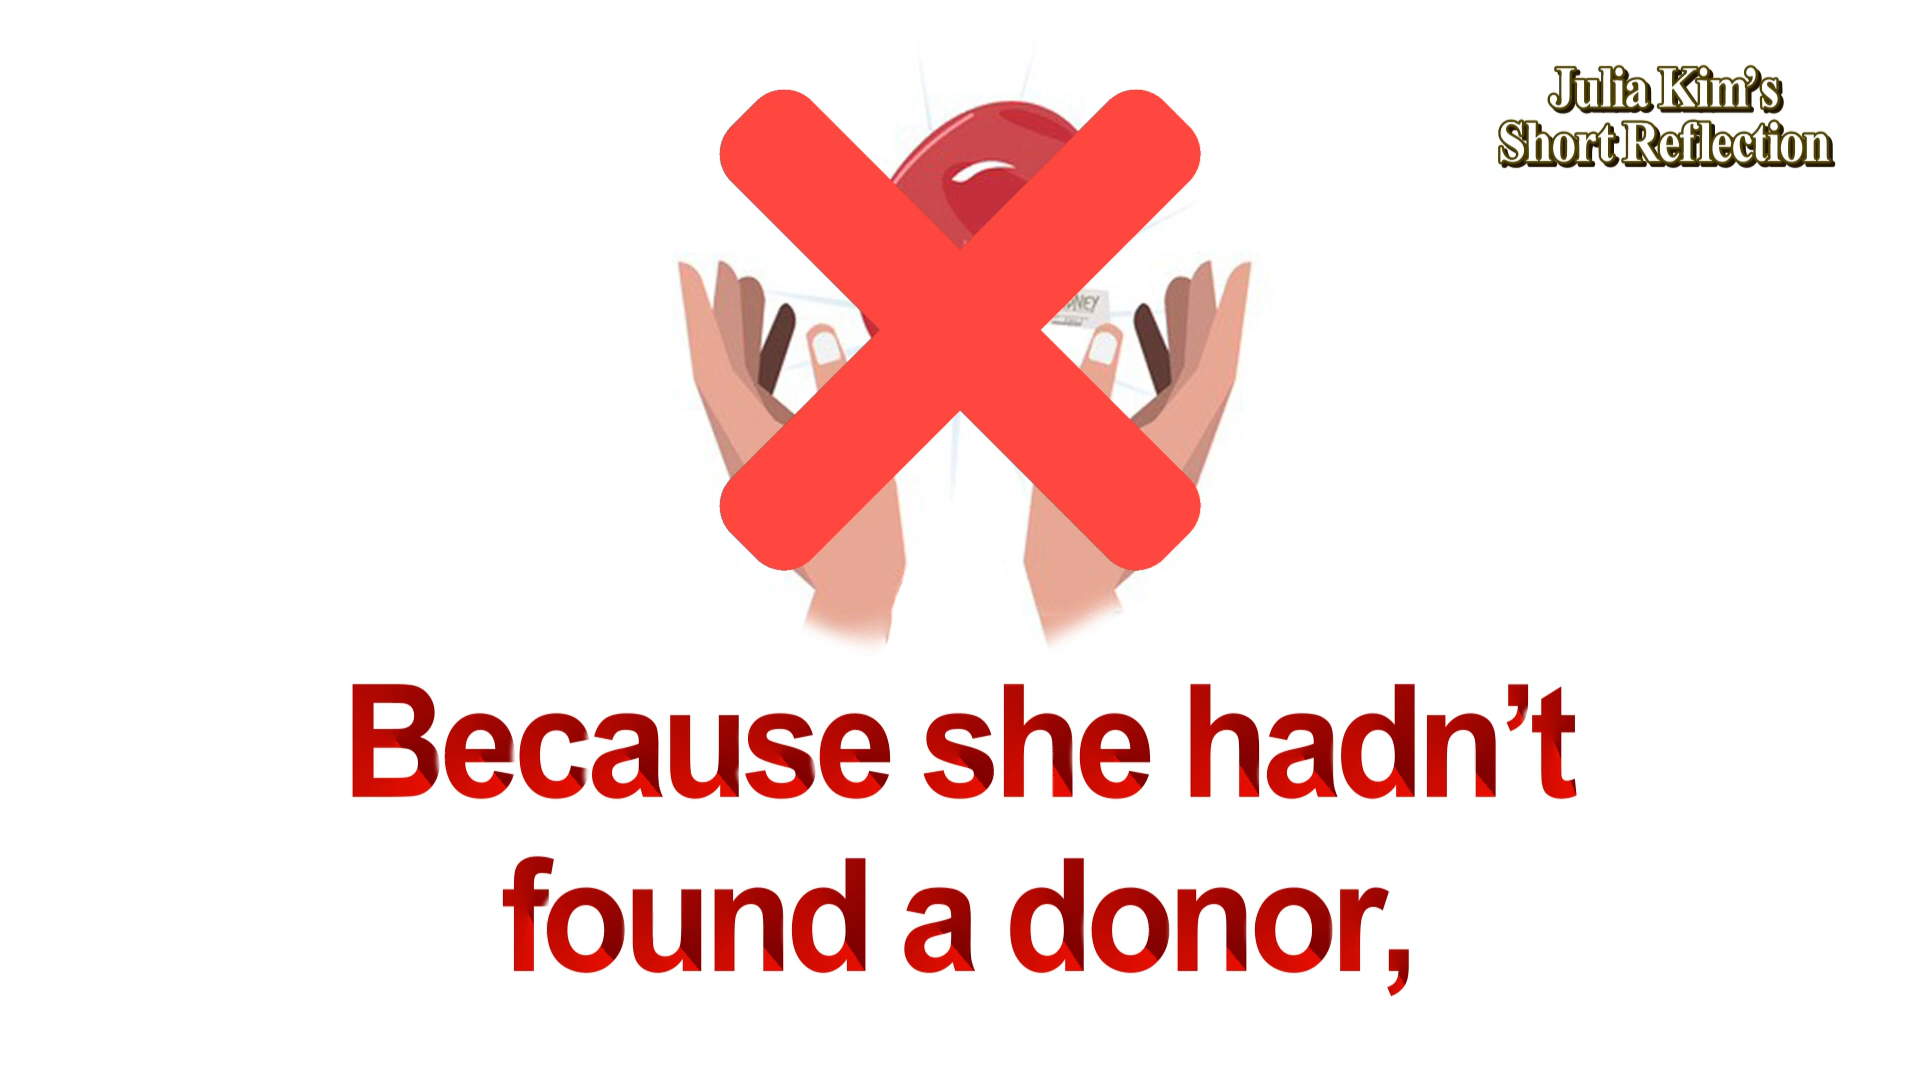 Julia Kim's
Short Reflection
Because she hadn't
found a donor,